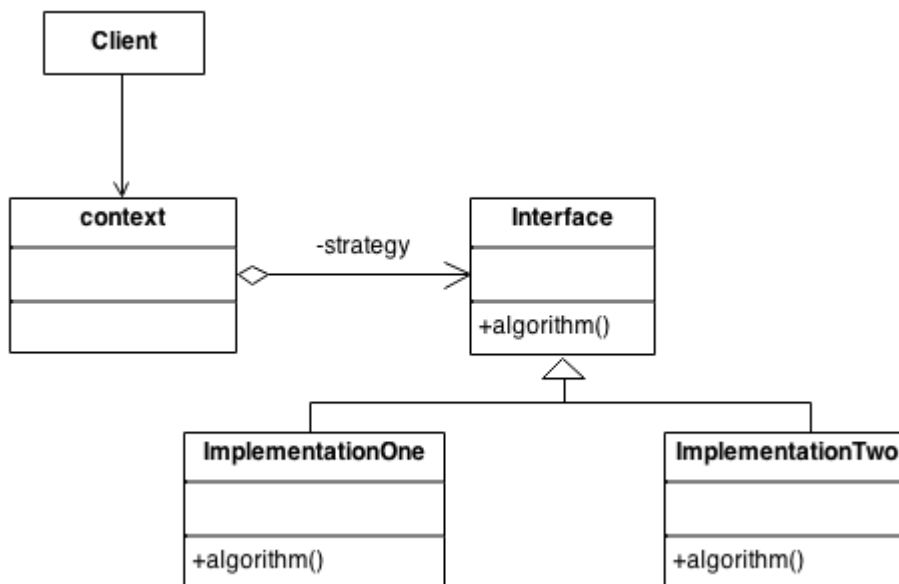 Client
context
-strategy
Interface
+algorithm()
ImplementationOne
+algorithm()
ImplementationTwo
+algorithm()